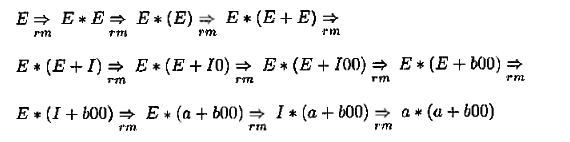 E ⇒rm E * E ⇒rm E * (E) ⇒rm E * (E + E) ⇒rm
E * (E + I) ⇒rm E * (E + I0) ⇒rm E * (E + I00) ⇒rm E * (E + b00) ⇒rm
E * (I + b00) ⇒rm E * (a + b00) ⇒rm I * (a + b00) ⇒rm a * (a + b00)